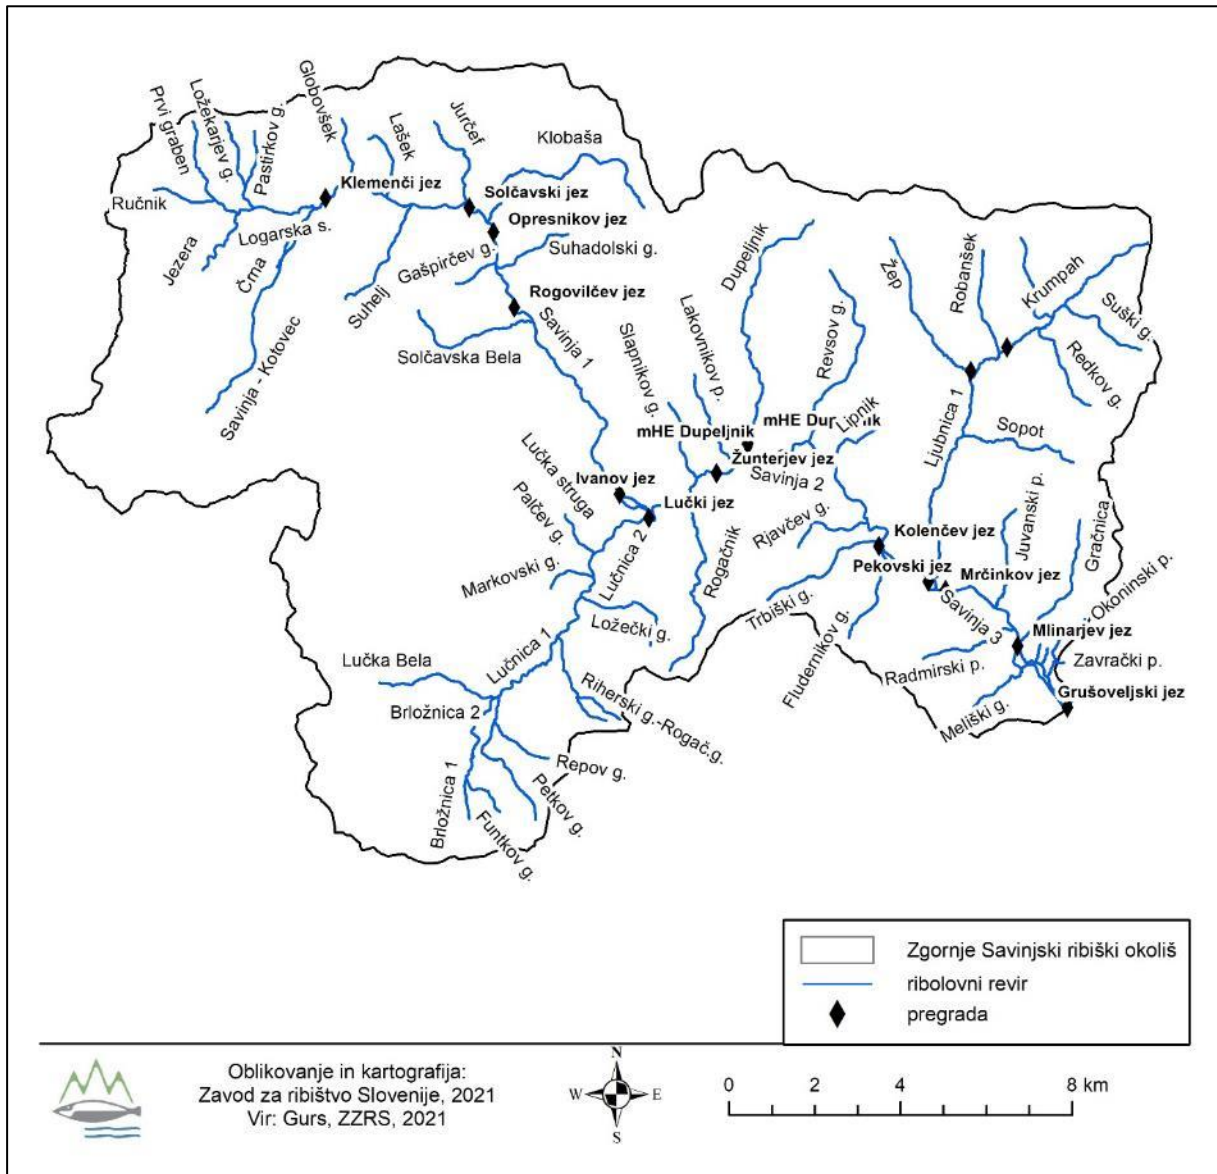 Globovšek
Ložekarjev g.
Prvi graben
Pastirkov g.
Lašek
Jurčef
Klobaša
Klemenči jez
Solčavski jez
Ručnik
Opresnikov jez
Logarska s.
Jezera
Črna
Gašpirčev g.
Suhadolski g.
Suhelj
Dupeljnik
Žep
Robanšek
Krumpah
Suški g.
Redkov g.
Rogovilčev jez
Savinja 1
Solčavska Bela
Savinja - Kotovec
Slapnikov g.
Lakovnikov p.
Revsov g.
Lipnik
mHE Dupeljnik
mHE Dup
nik
Ljubnica 1
Sopot
Žunterjev jez
Savinja 2
Lučka struga
Ivanov jez
Palčev g.
Lučki jez
Lučnica 2
Markovski g.
Rogačnik
Rjavčev g.
Kolenčev jez
Juvanski p.
Gračnica
Pekovski jez
Mrčinkov jez
Okoninski p.
Trbiški g.
Savinja 3
Fludernikov g.
Ložečki g.
Lučnica 1
Mlinarjev jez
Radmirski p.
Zavrački p.
Lučka Bela
Riherski g.-Rogač.g.
Grušoveljski jez
Meliški g.
Brložnica 2
Repov g.
Brložnica 1
Petkov g.
Funtkov g.
Zgornje Savinjski ribiški okoliš
ribolovni revir
pregrada
Oblikovanje in kartografija:
Zavod za ribištvo Slovenije, 2021
Vir: Gurs, ZZRS, 2021
N
W E
S
0 2 4 8 km